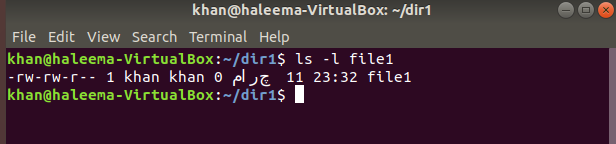 khan@haleema-VirtualBox: ~/dir1
File Edit View Search Terminal Help
khan@haleema-VirtualBox:~/dir1$ ls -l file1
-rw-rw-r-- 1 khan khan 0 مارچ  11 23:32 file1
khan@haleema-VirtualBox:~/dir1$